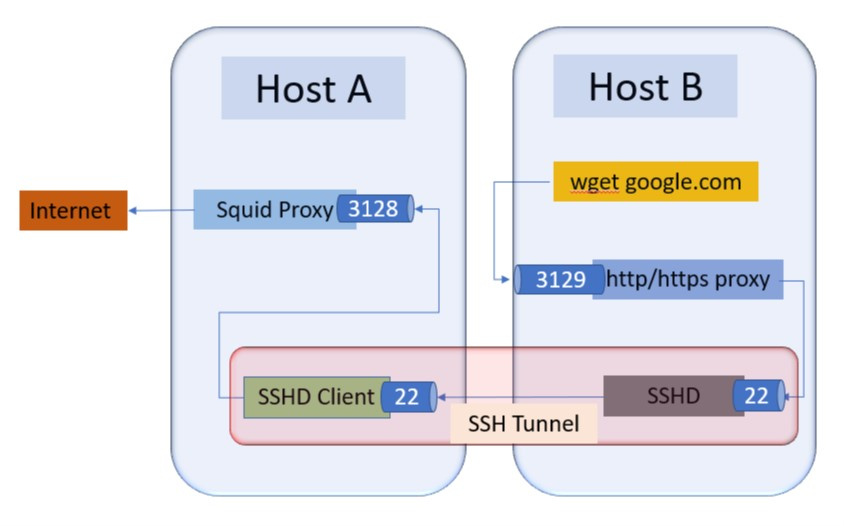 Host A
Host B
wget google.com
Internet
Squid Proxy
3128
3129
http/https proxy
SSHD Client
22
SSHD
22
SSH Tunnel